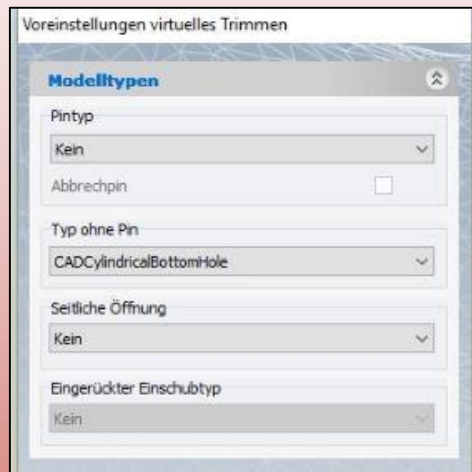 Voreinstellungen virtuelles Trimmen
Modelltypen
Pintyp
Kein
Abbrechpin
Typ ohne Pin
CADCylindricalBottomHole
Seitliche Öffnung
Kein
Eingerückter Einschubtyp
Kein